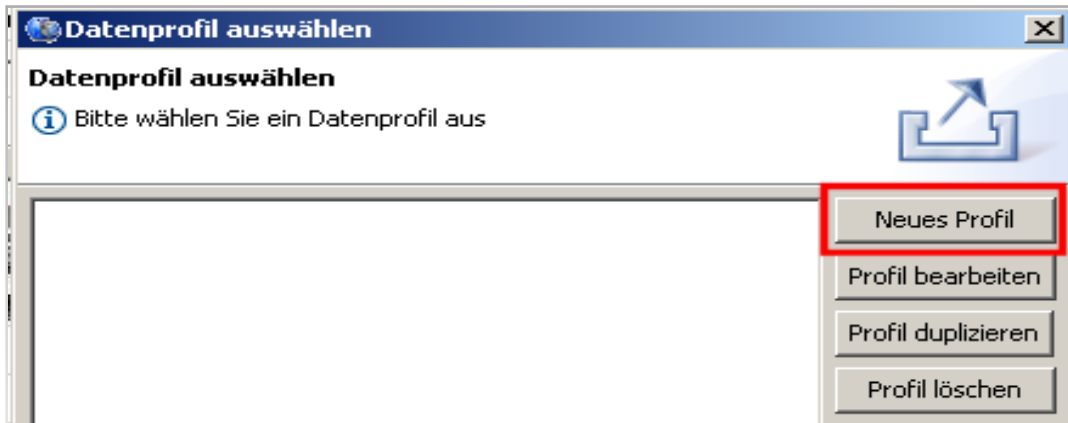 Datenprofil auswählen
Datenprofil auswählen
Bitte wählen Sie ein Datenprofil aus
Neues Profil
Profil bearbeiten
Profil duplizieren
Profil löschen